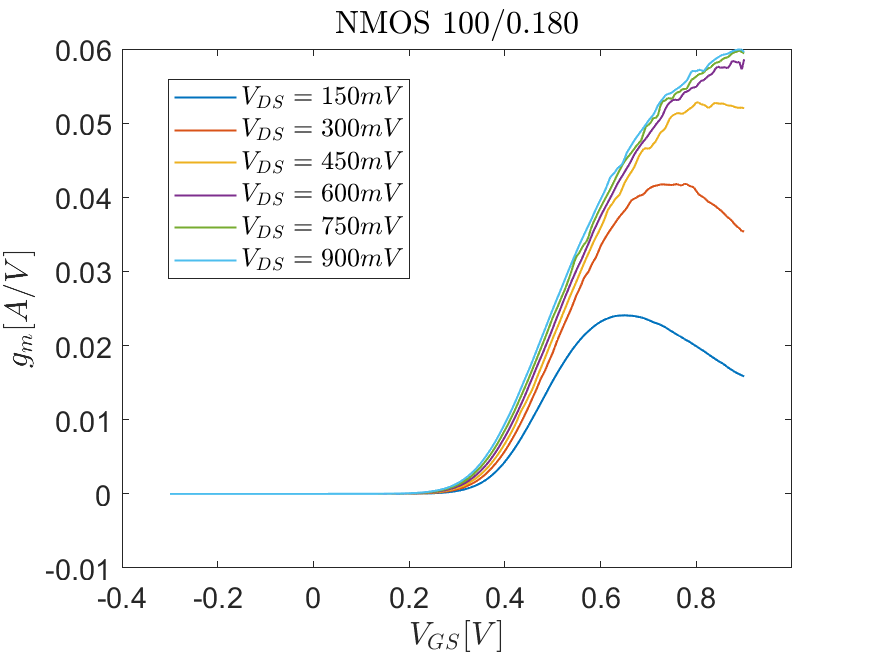 NMOS 100/0.180
0.06
0.05
0.04
0.03
0.02
0.01
0
-0.01
g_m[A/V]
V_DS = 150mV
V_DS = 300mV
V_DS = 450mV
V_DS = 600mV
V_DS = 750mV
V_DS = 900mV
-0.4 -0.2 0 0.2 0.4 0.6 0.8
V_GS[V]